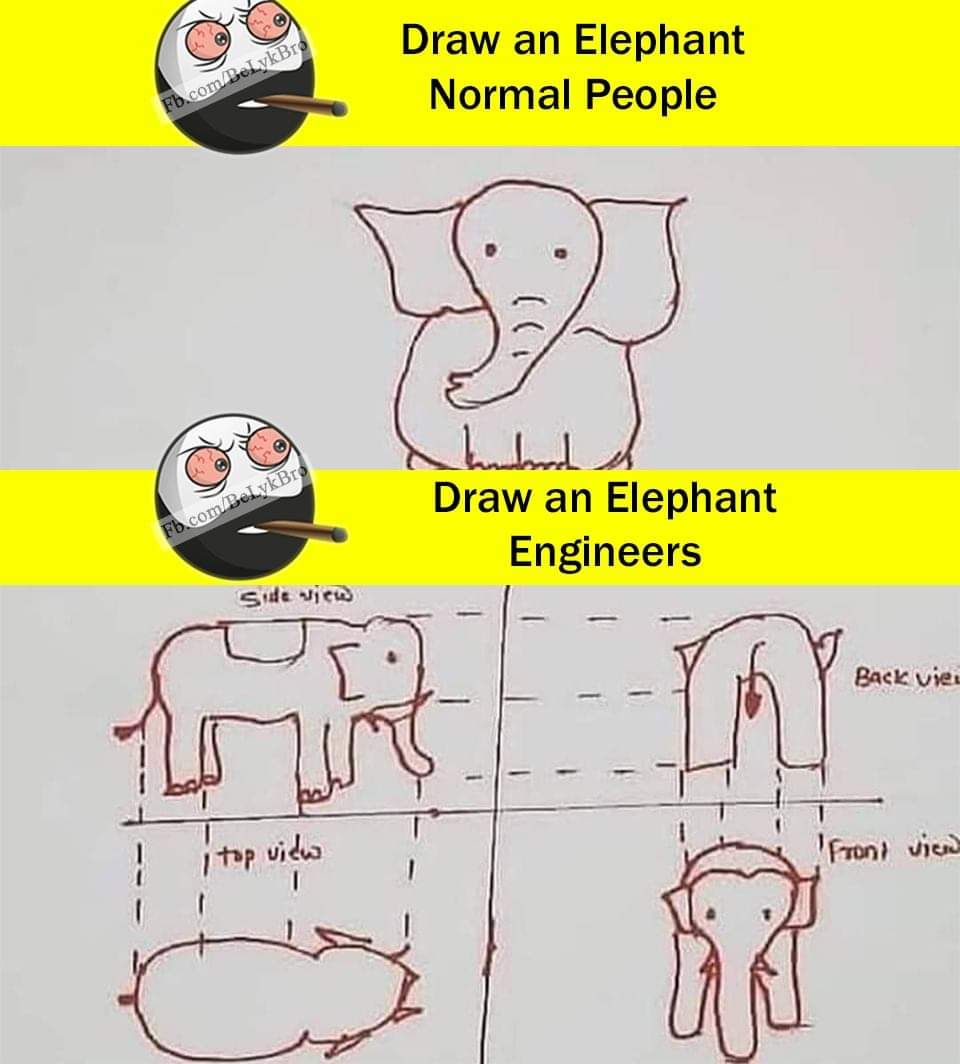 Fb.com/BeLykBro
Draw an Elephant
Normal People
Fb.com/BeLykBro
Draw an Elephant
Engineers
Side view
Back vie
top view
Front view